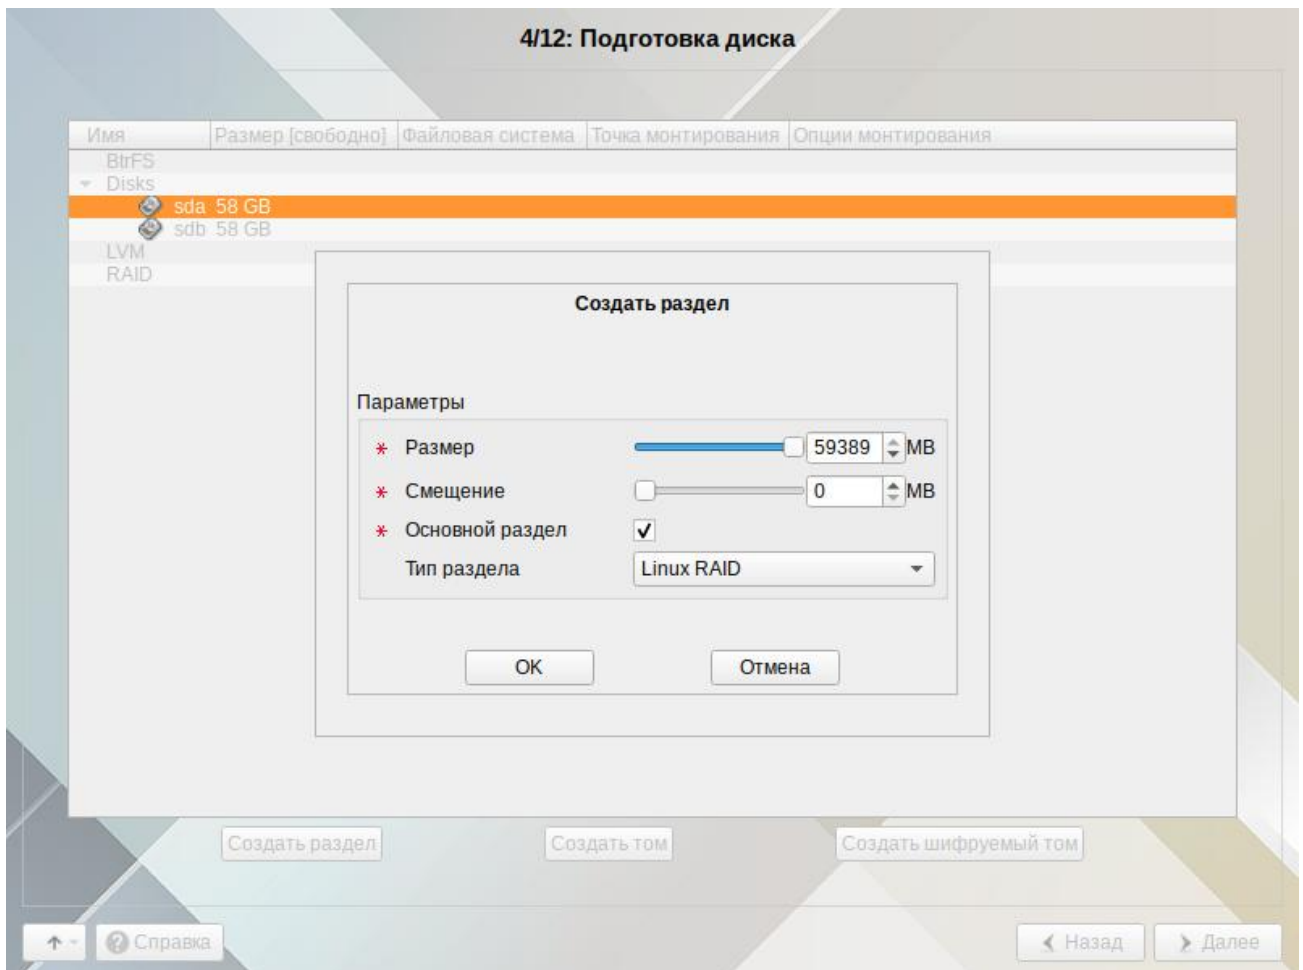 4/12: Подготовка диска
Имя Размер [свободно] Файловая система Точка монтирования Опции монтирования
BtrFS
Disks
sda 58 GB
sdb 58 GB
LVM
RAID
Создать раздел
Параметры
* Размер 59389 MB
* Смещение 0 MB
* Основной раздел ✓
Тип раздела Linux RAID
OK Отмена
Создать раздел Создать том Создать шифруемый том
Справка Назад Далее